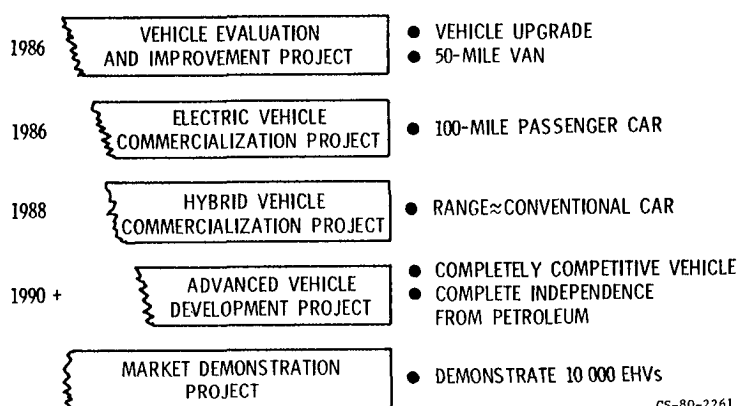 1986 VEHICLE EVALUATION ● VEHICLE UPGRADE
AND IMPROVEMENT PROJECT ● 50-MILE VAN
1986 ELECTRIC VEHICLE
COMMERCIALIZATION PROJECT ● 100-MILE PASSENGER CAR
1988 HYBRID VEHICLE
COMMERCIALIZATION PROJECT ● RANGE≈CONVENTIONAL CAR
● COMPLETELY COMPETITIVE VEHICLE
1990 + ADVANCED VEHICLE ● COMPLETE INDEPENDENCE
DEVELOPMENT PROJECT FROM PETROLEUM
MARKET DEMONSTRATION
PROJECT ● DEMONSTRATE 10 000 EHVs
CS-80-2261